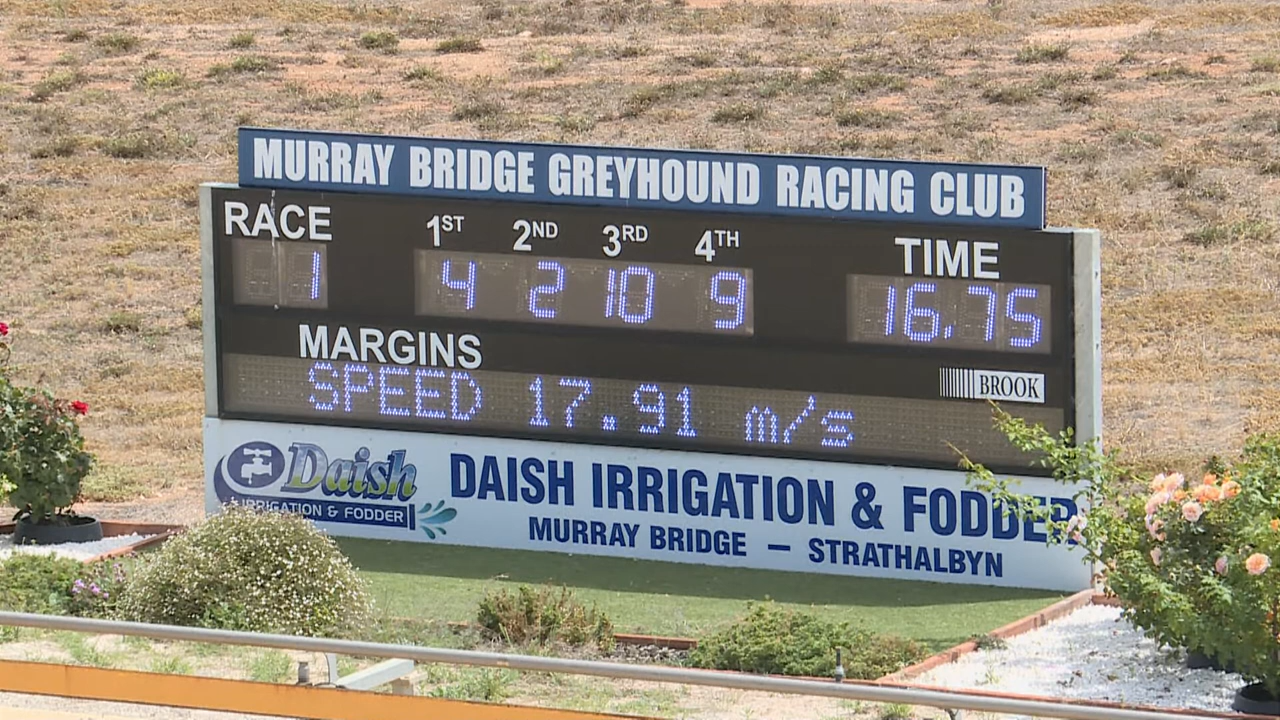 MURRAY BRIDGE GREYHOUND RACING CLUB
RACE 1ST 2ND 3RD 4TH TIME
1 4 2 10 9 16.75
MARGINS
BROOK
SPEED 17.91 m/s
Daish
IRRIGATION & FODDER
DAISH IRRIGATION & FODDER
MURRAY BRIDGE – STRATHALBYN